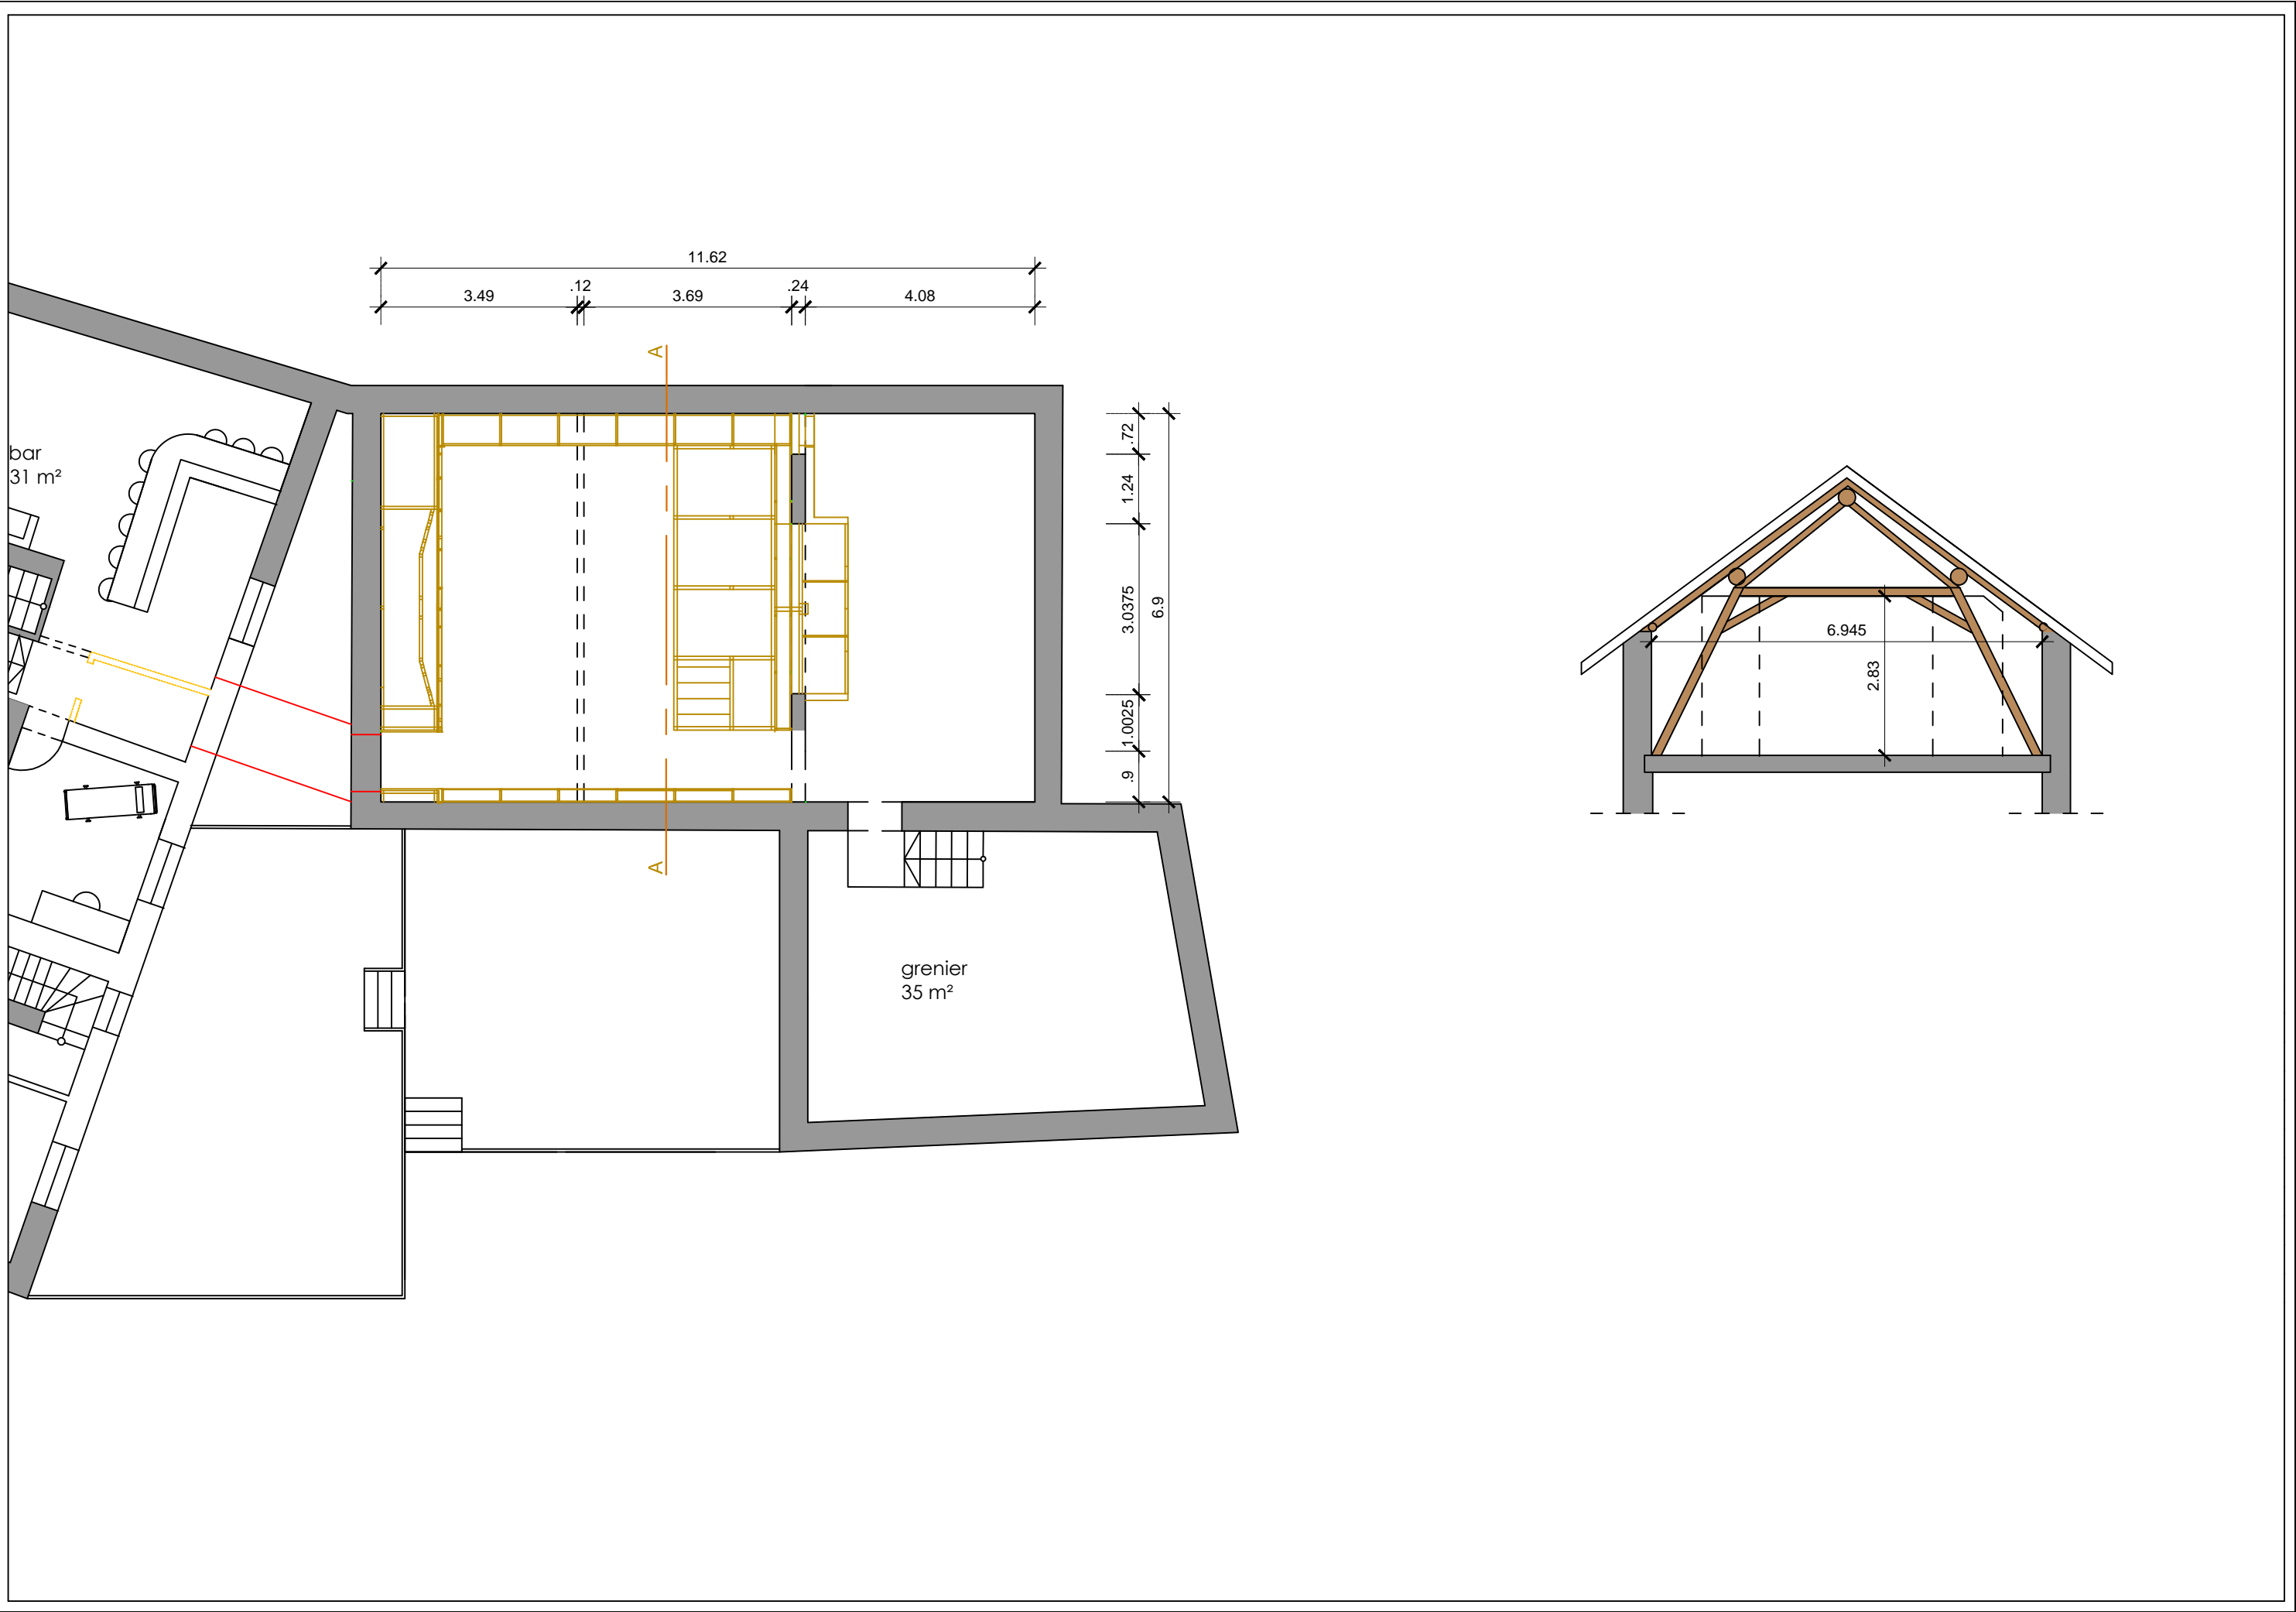 11.62
3.49
.12
3.69
.24
4.08
A
bar
31 m²
.72
1.24
3.0375
6.9
1.0025
.9
A
grenier
35 m²
6.945
2.83